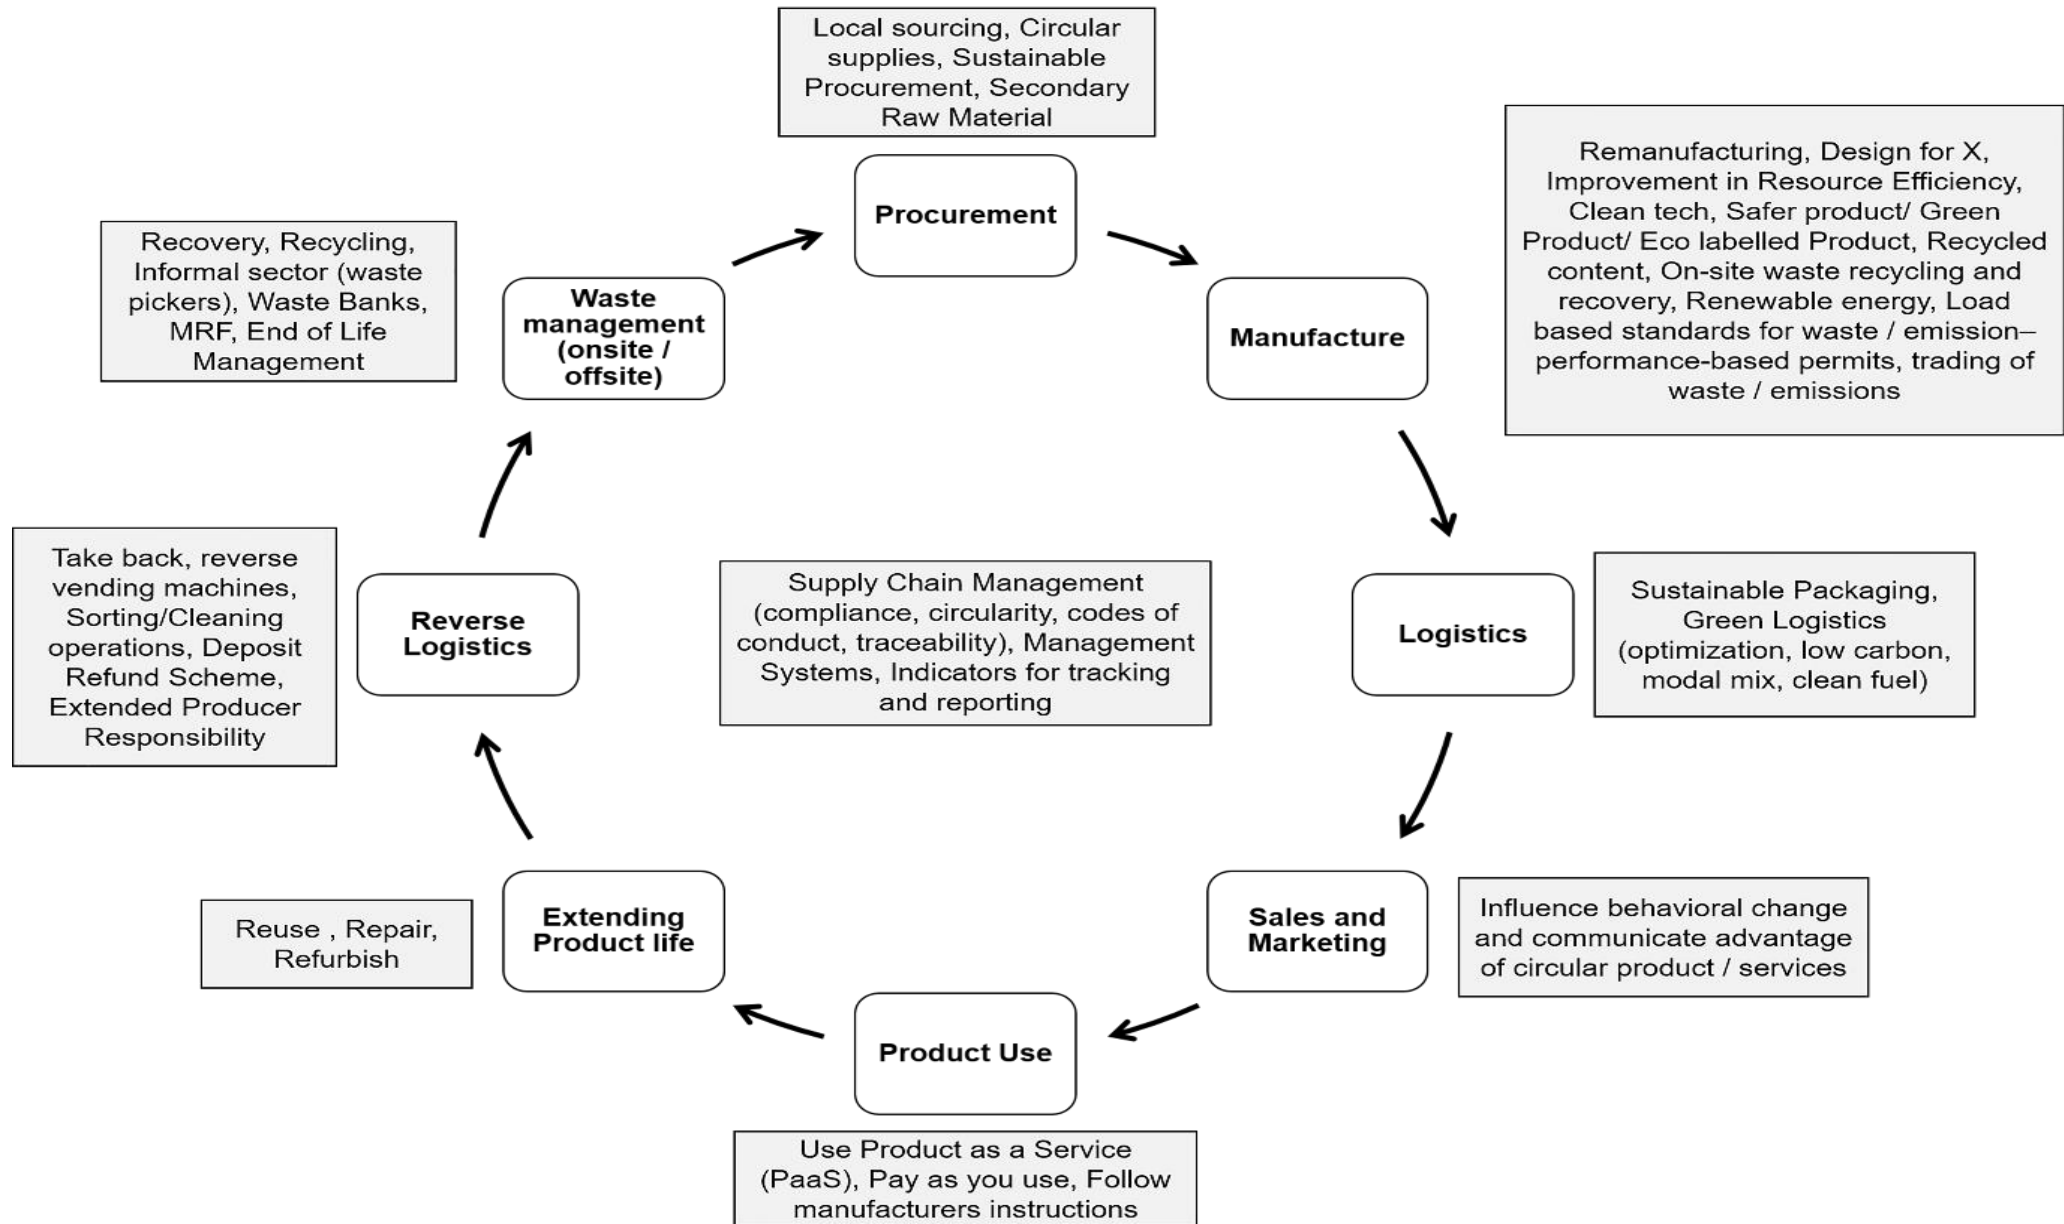 Local sourcing, Circular
supplies, Sustainable
Procurement, Secondary
Raw Material
Procurement
Remanufacturing, Design for X,
Improvement in Resource Efficiency,
Clean tech, Safer product/ Green
Product/ Eco labelled Product, Recycled
content, On-site waste recycling and
recovery, Renewable energy, Load
based standards for waste / emission–
performance-based permits, trading of
waste / emissions
Manufacture
Logistics
Sustainable Packaging,
Green Logistics
(optimization, low carbon,
modal mix, clean fuel)
Sales and
Marketing
Influence behavioral change
and communicate advantage
of circular product / services
Product Use
Use Product as a Service
(PaaS), Pay as you use, Follow
manufacturers instructions
Extending
Product life
Reuse , Repair,
Refurbish
Reverse
Logistics
Take back, reverse
vending machines,
Sorting/Cleaning
operations, Deposit
Refund Scheme,
Extended Producer
Responsibility
Waste
management
(onsite /
offsite)
Recovery, Recycling,
Informal sector (waste
pickers), Waste Banks,
MRF, End of Life
Management
Supply Chain Management
(compliance, circularity, codes of
conduct, traceability), Management
Systems, Indicators for tracking
and reporting